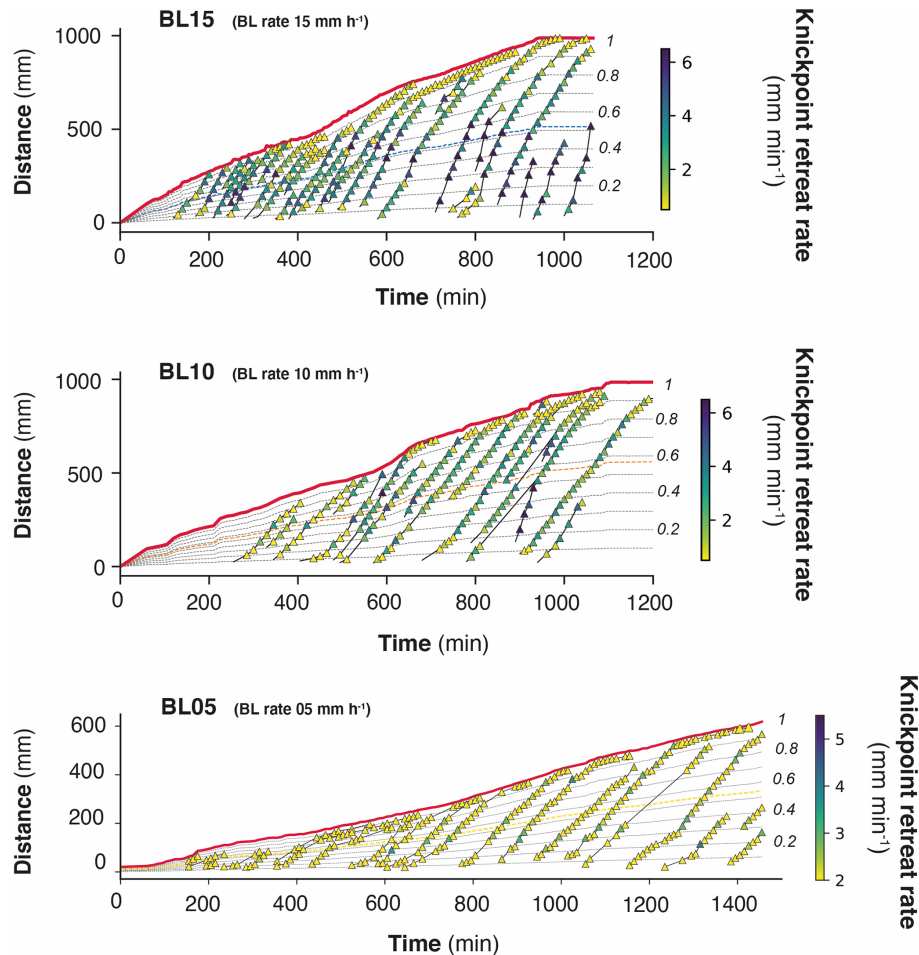 BL15 (BL rate 15 mm h⁻¹)
Distance (mm)
1000
500
0
1
0.8
0.6
0.4
0.2
0 200 400 600 800 1000 1200
Time (min)
6
4
2
Knickpoint retreat rate
(mm min⁻¹)
BL10 (BL rate 10 mm h⁻¹)
Distance (mm)
1000
500
0
1
0.8
0.6
0.4
0.2
0 200 400 600 800 1000 1200
Time (min)
6
4
2
Knickpoint retreat rate
(mm min⁻¹)
BL05 (BL rate 05 mm h⁻¹)
Distance (mm)
600
400
200
0
1
0.8
0.6
0.4
0.2
0 200 400 600 800 1000 1200 1400
Time (min)
5
4
3
2
Knickpoint retreat rate
(mm min⁻¹)